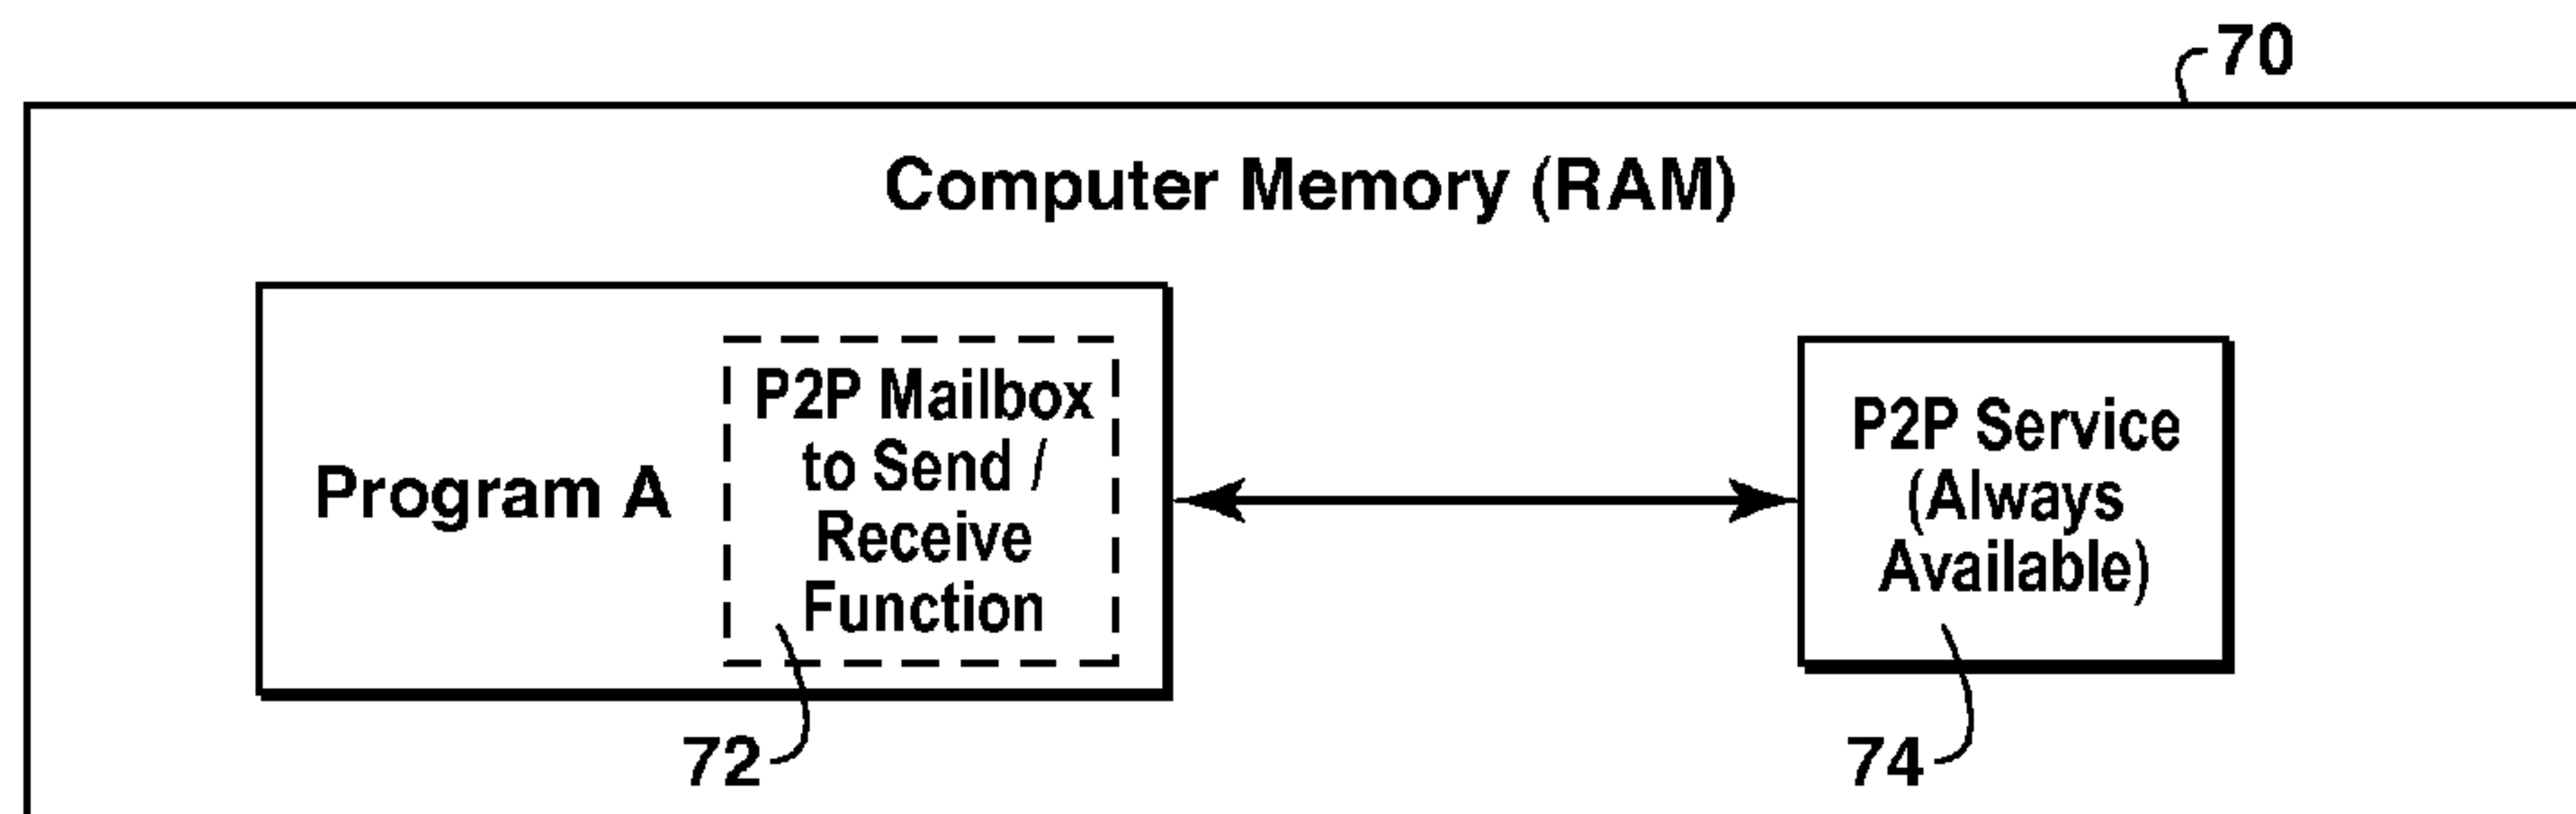 70
Computer Memory (RAM)
Program A
P2P Mailbox
to Send /
Receive
Function
P2P Service
(Always
Available)
72
74